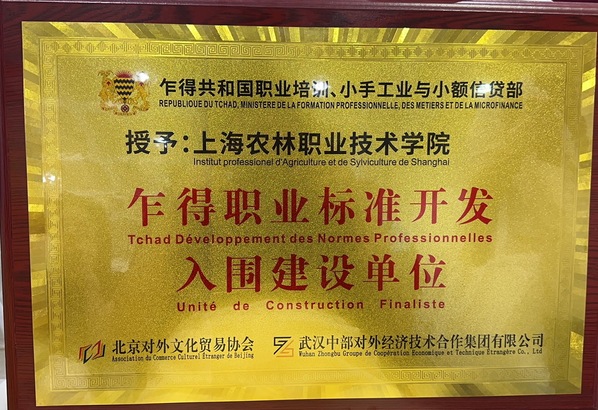 乍得共和国职业培训、小手工业与小额信贷部
REPUBLIQUE DU TCHAD, MINISTERE DE LA FORMATION PROFESSIONNELLE, DES METIERS ET DE LA MICROFINANCE
授予:上海农林职业技术学院
Institut professionel d'Agriculture et de Sylviculture de Shanghai
乍得职业标准开发
Tchad Développement des Normes Professionnelles
入围建设单位
Unité de Construction Finaliste
北京对外文化贸易协会
Association du Commerce Culturel Étranger de Beijing
武汉中部对外经济技术合作集团有限公司
Wuhan Zhongbu Groupe de Coopération Economique et Technique Etrangère Co., Ltd